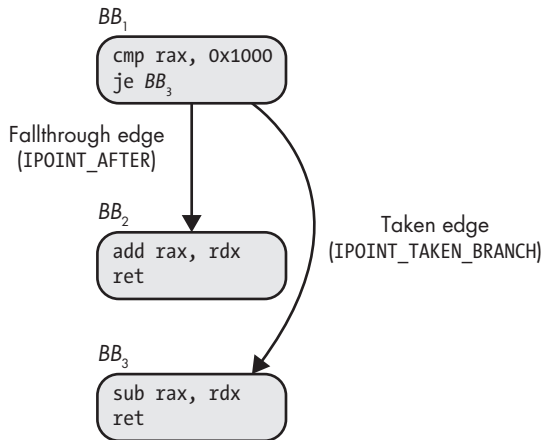 BB₁
cmp rax, 0x1000
je BB₃
Fallthrough edge
(IPOINT_AFTER)
BB₂
add rax, rdx
ret
Taken edge
(IPOINT_TAKEN_BRANCH)
BB₃
sub rax, rdx
ret